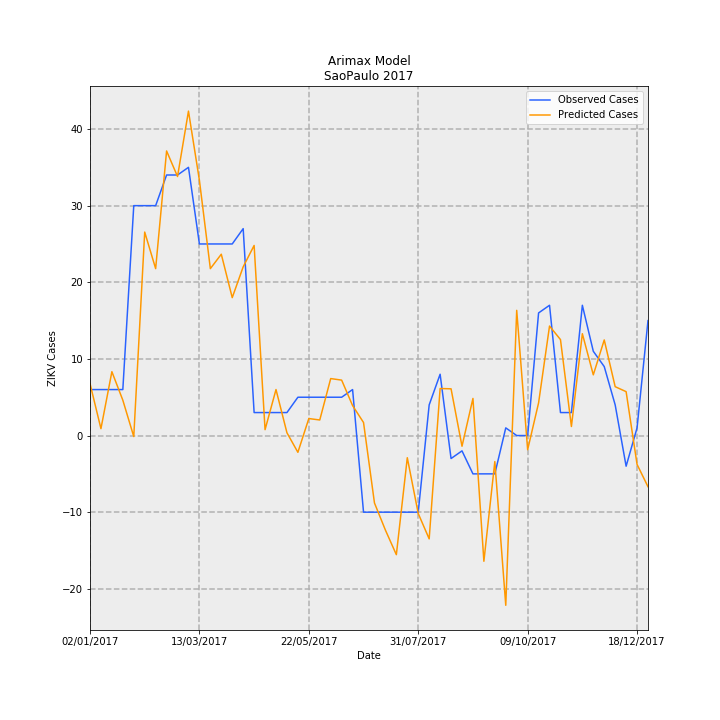 Arimax Model
SaoPaulo 2017
Observed Cases
Predicted Cases
40
30
20
10
0
−10
−20
ZIKV Cases
02/01/2017 13/03/2017 22/05/2017 31/07/2017 09/10/2017 18/12/2017
Date